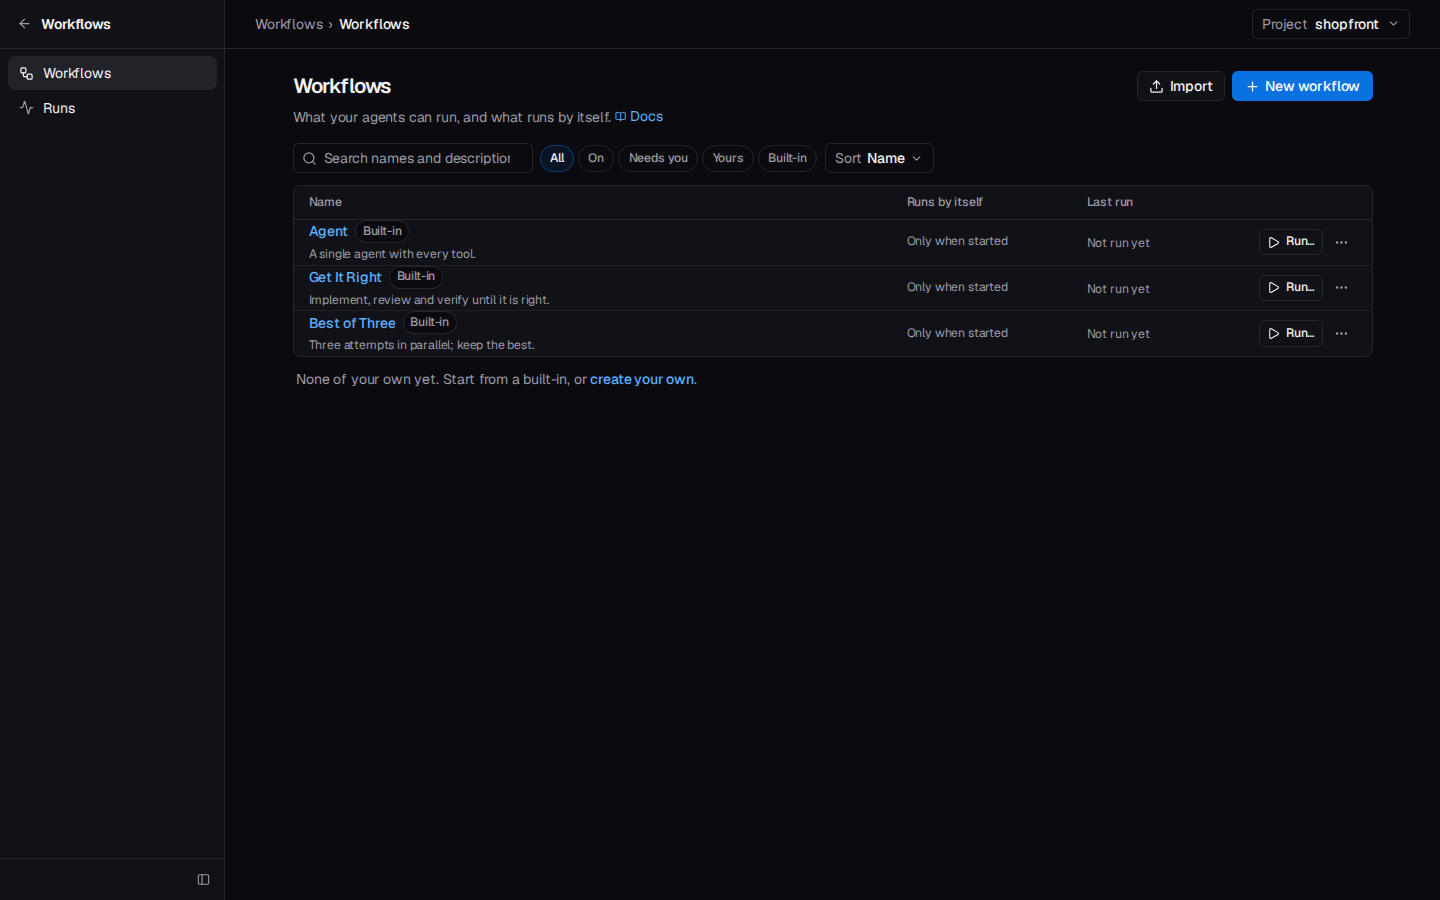 Workflows
Workflows › Workflows
Project shopfront
Workflows
Runs
Workflows
Import
New workflow
What your agents can run, and what runs by itself. Docs
Search names and description
All
On
Needs you
Yours
Built-in
Sort Name
Name
Runs by itself
Last run
Agent Built-in
A single agent with every tool.
Only when started
Not run yet
Run...
Get It Right Built-in
Implement, review and verify until it is right.
Only when started
Not run yet
Run...
Best of Three Built-in
Three attempts in parallel; keep the best.
Only when started
Not run yet
Run...
None of your own yet. Start from a built-in, or create your own.